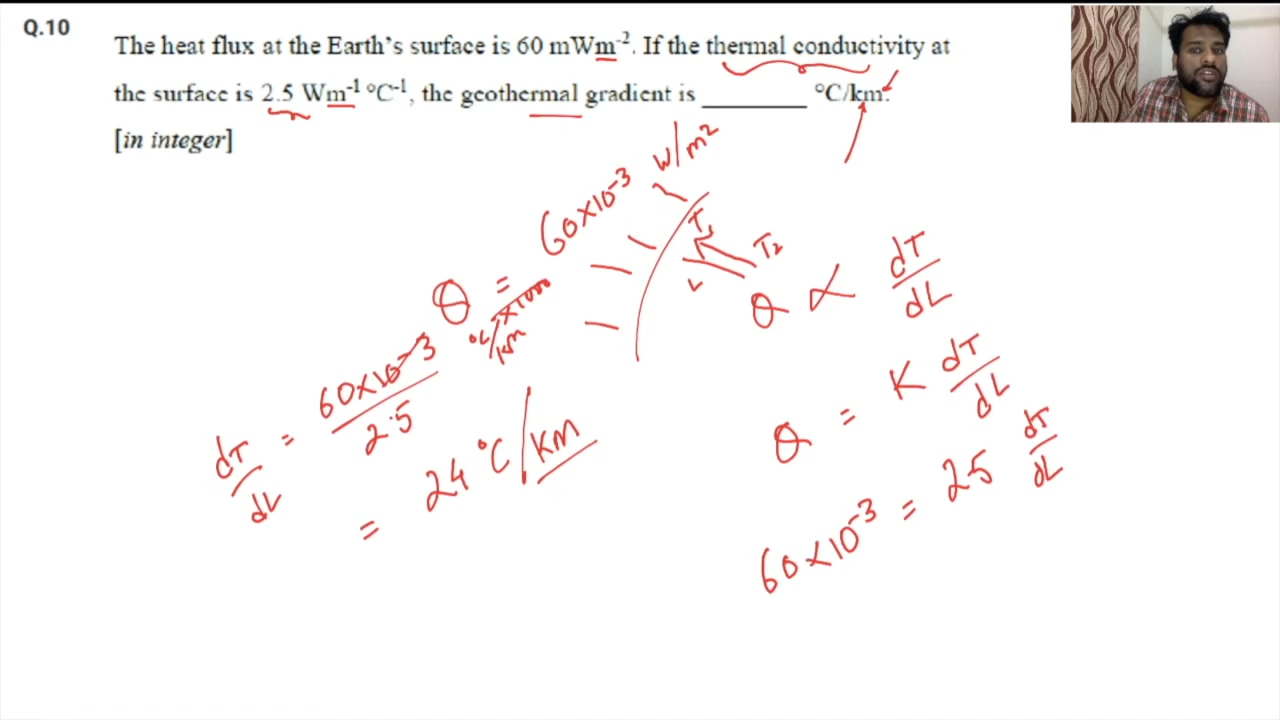 Q.10
The heat flux at the Earth's surface is 60 mWm⁻². If the thermal conductivity at
the surface is 2.5 Wm⁻¹ °C⁻¹, the geothermal gradient is ________ °C/km.
[in integer]
θ = 60×10⁻³ W/m²
T₁
T₂
L
θ ∝ dT/dL
θ = K dT/dL
60×10⁻³ = 25 dT/dL
dT/dL = 60×10⁻³/2.5 ×1000 °C/km
= 24 °C/km